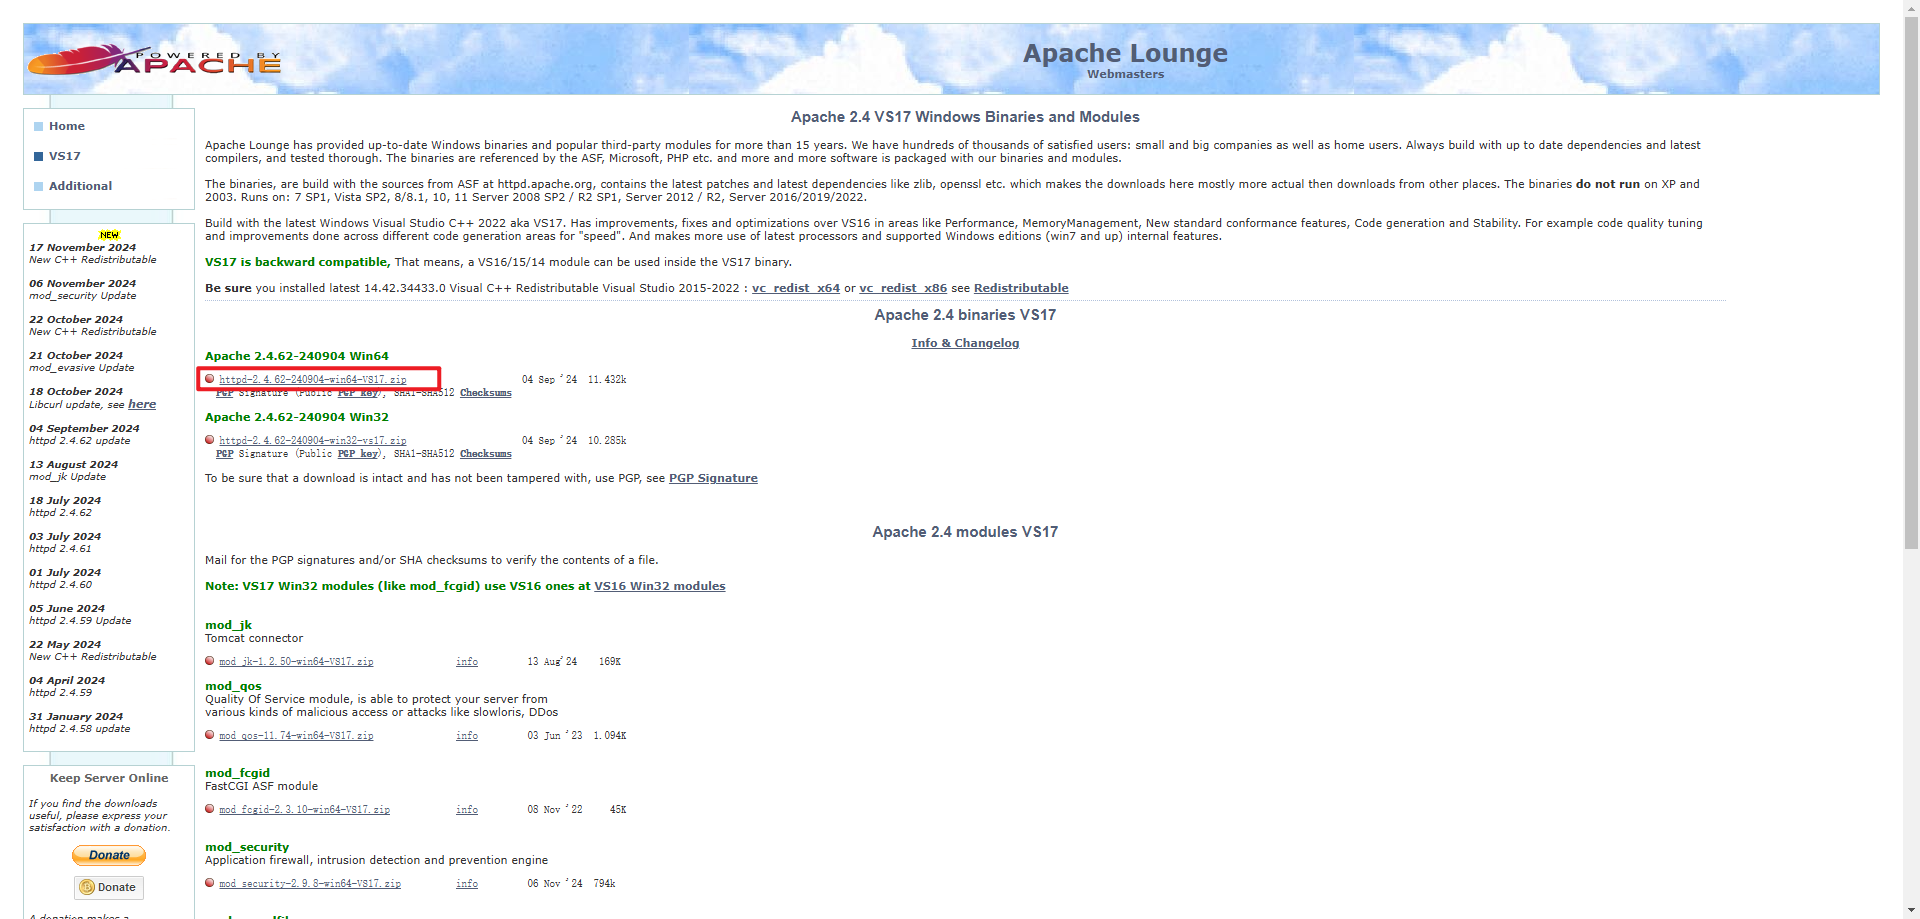 POWERED BY
APACHE
Apache Lounge
Webmasters
Home
VS17
Additional
NEW
17 November 2024
New C++ Redistributable
06 November 2024
mod_security Update
22 October 2024
New C++ Redistributable
21 October 2024
mod_evasive Update
18 October 2024
Libcurl update, see here
04 September 2024
httpd 2.4.62 update
13 August 2024
mod_jk Update
18 July 2024
httpd 2.4.62
03 July 2024
httpd 2.4.61
01 July 2024
httpd 2.4.60
05 June 2024
httpd 2.4.59 Update
22 May 2024
New C++ Redistributable
04 April 2024
httpd 2.4.59
31 January 2024
httpd 2.4.58 update
Keep Server Online
If you find the downloads
useful, please express your
satisfaction with a donation.
Donate
Donate
A donation makes a
Apache 2.4 VS17 Windows Binaries and Modules
Apache Lounge has provided up-to-date Windows binaries and popular third-party modules for more than 15 years. We have hundreds of thousands of satisfied users: small and big companies as well as home users. Always build with up to date dependencies and latest
compilers, and tested thorough. The binaries are referenced by the ASF, Microsoft, PHP etc. and more and more software is packaged with our binaries and modules.
The binaries, are build with the sources from ASF at httpd.apache.org, contains the latest patches and latest dependencies like zlib, openssl etc. which makes the downloads here mostly more actual then downloads from other places. The binaries do not run on XP and
2003. Runs on: 7 SP1, Vista SP2, 8/8.1, 10, 11 Server 2008 SP2 / R2 SP1, Server 2012 / R2, Server 2016/2019/2022.
Build with the latest Windows Visual Studio C++ 2022 aka VS17. Has improvements, fixes and optimizations over VS16 in areas like Performance, MemoryManagement, New standard conformance features, Code generation and Stability. For example code quality tuning
and improvements done across different code generation areas for "speed". And makes more use of latest processors and supported Windows editions (win7 and up) internal features.
VS17 is backward compatible, That means, a VS16/15/14 module can be used inside the VS17 binary.
Be sure you installed latest 14.42.34433.0 Visual C++ Redistributable Visual Studio 2015-2022 : vc_redist_x64 or vc_redist_x86 see Redistributable
Apache 2.4 binaries VS17
Info & Changelog
Apache 2.4.62-240904 Win64
httpd-2.4.62-240904-win64-VS17.zip 04 Sep '24 11.432k
PGP Signature (Public PGP key), SHA1-SHA512 Checksums
Apache 2.4.62-240904 Win32
httpd-2.4.62-240904-win32-vs17.zip 04 Sep '24 10.285k
PGP Signature (Public PGP key), SHA1-SHA512 Checksums
To be sure that a download is intact and has not been tampered with, use PGP, see PGP Signature
Apache 2.4 modules VS17
Mail for the PGP signatures and/or SHA checksums to verify the contents of a file.
Note: VS17 Win32 modules (like mod_fcgid) use VS16 ones at VS16 Win32 modules
mod_jk
Tomcat connector
mod_jk-1.2.50-win64-VS17.zip info 13 Aug'24 169K
mod_qos
Quality Of Service module, is able to protect your server from
various kinds of malicious access or attacks like slowloris, DDos
mod_qos-11.74-win64-VS17.zip info 03 Jun '23 1.094K
mod_fcgid
FastCGI ASF module
mod_fcgid-2.3.10-win64-VS17.zip info 08 Nov '22 45K
mod_security
Application firewall, intrusion detection and prevention engine
mod_security-2.9.8-win64-VS17.zip info 06 Nov '24 794k